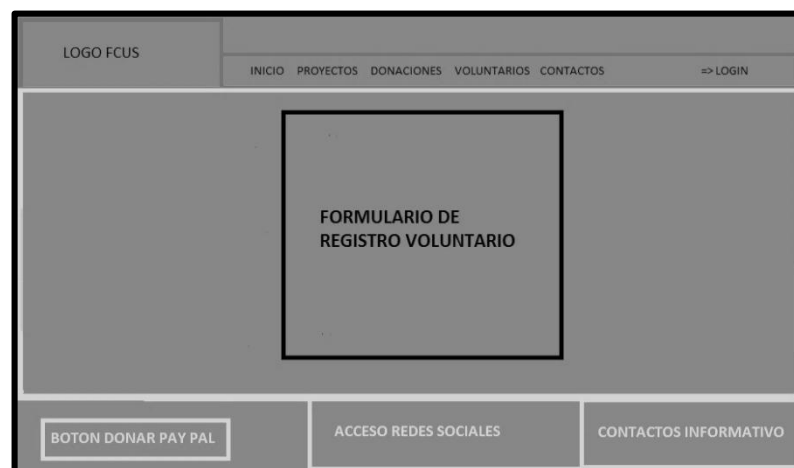 LOGO FCUS
INICIO PROYECTOS DONACIONES VOLUNTARIOS CONTACTOS => LOGIN
FORMULARIO DE
REGISTRO VOLUNTARIO
BOTON DONAR PAY PAL
ACCESO REDES SOCIALES
CONTACTOS INFORMATIVO